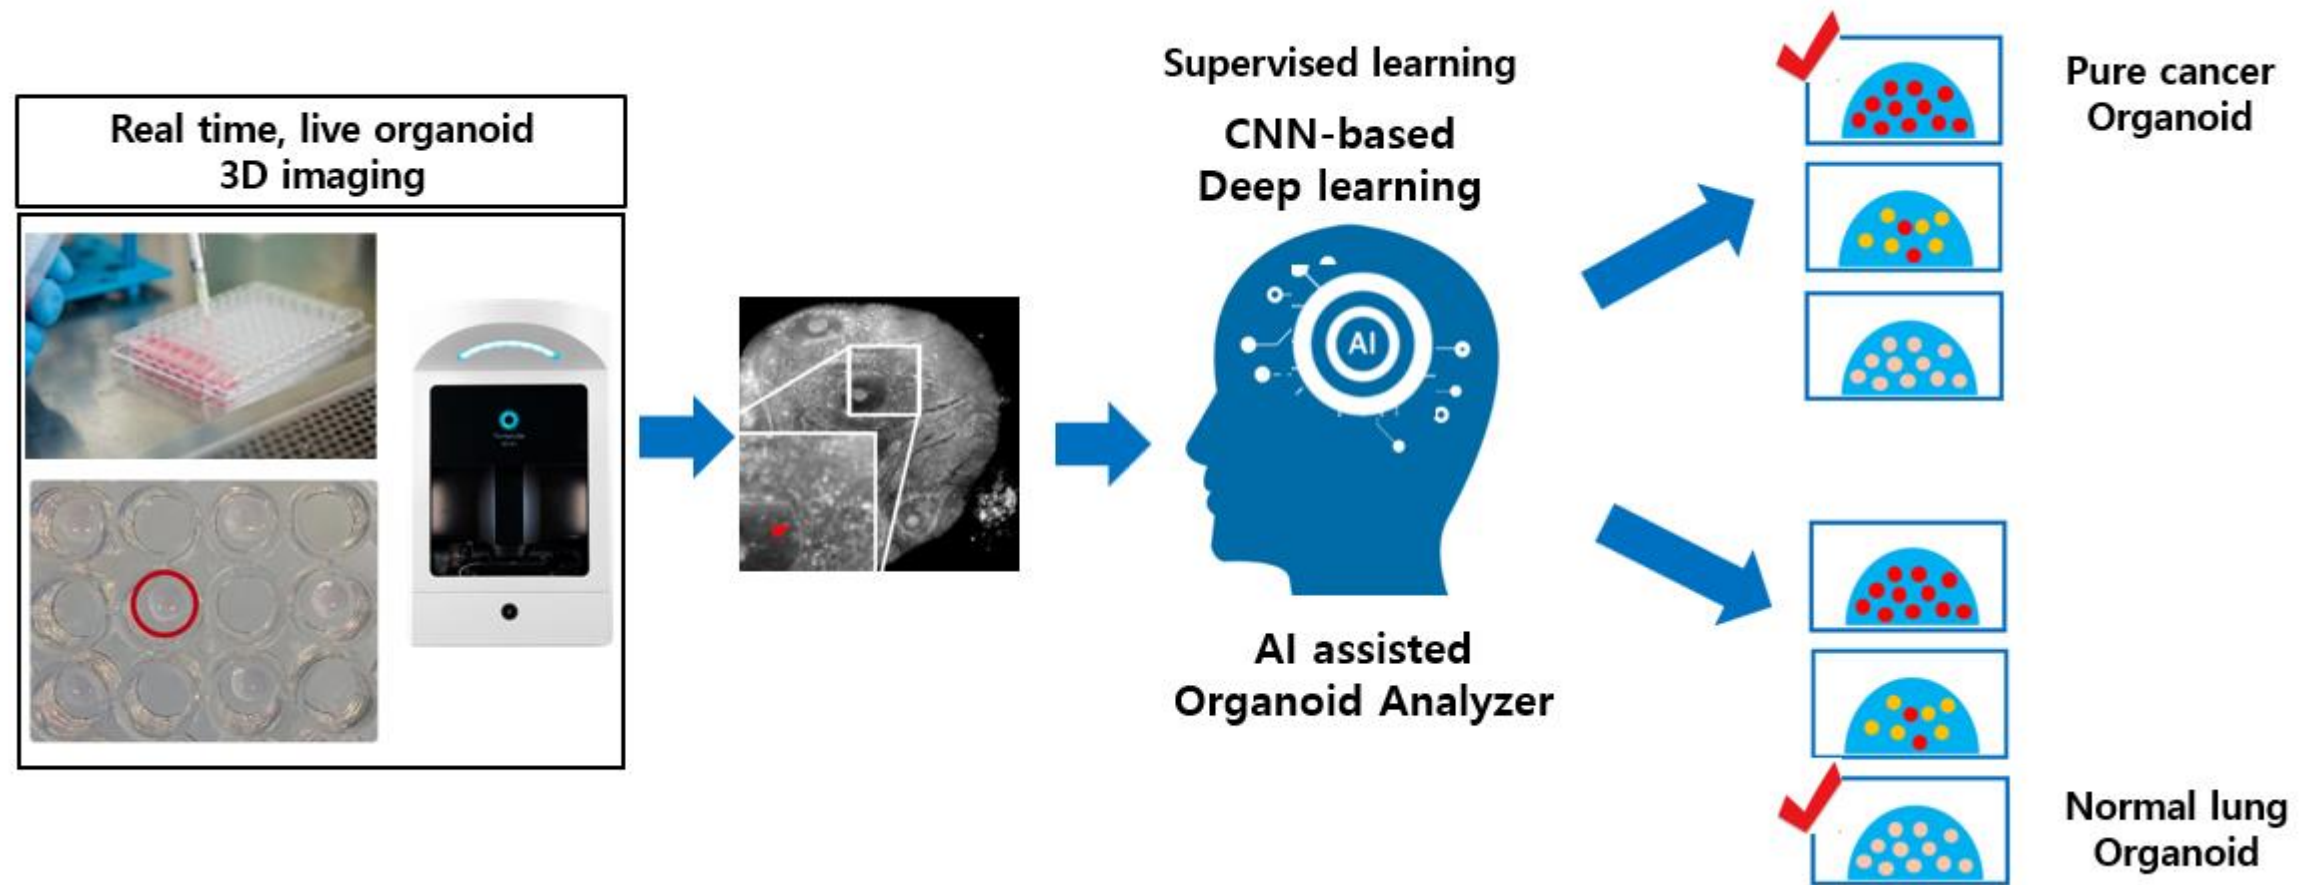 Real time, live organoid
3D imaging
Supervised learning
CNN-based
Deep learning
AI
AI assisted
Organoid Analyzer
Pure cancer
Organoid
Normal lung
Organoid